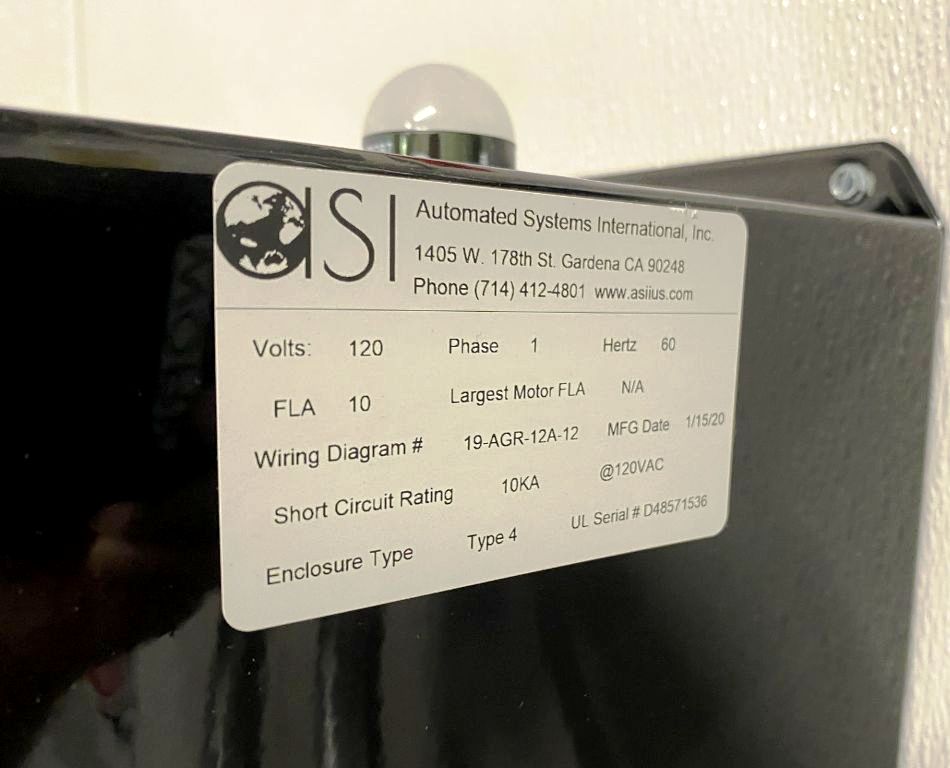 aSI
Automated Systems International, Inc.
1405 W. 178th St. Gardena CA 90248
Phone (714) 412-4801 www.asiius.com
Volts: 120 Phase 1 Hertz 60
FLA 10 Largest Motor FLA N/A
Wiring Diagram # 19-AGR-12A-12 MFG Date 1/15/20
Short Circuit Rating 10KA @120VAC
Enclosure Type Type 4 UL Serial # D48571536